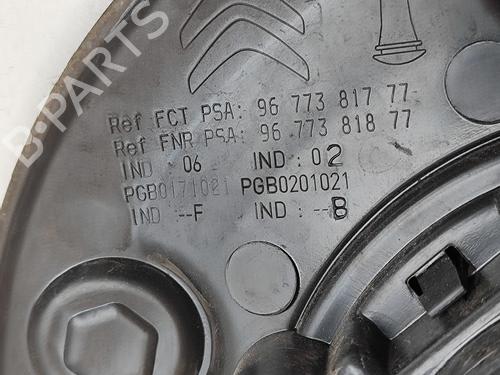 B-PARTS
Ref FCT PSA: 96 773 817 77
Ref FNR PSA: 96 773 818 77
IND : 06 IND : 02
PGB0171021 PGB0201021
IND :--F IND :--B